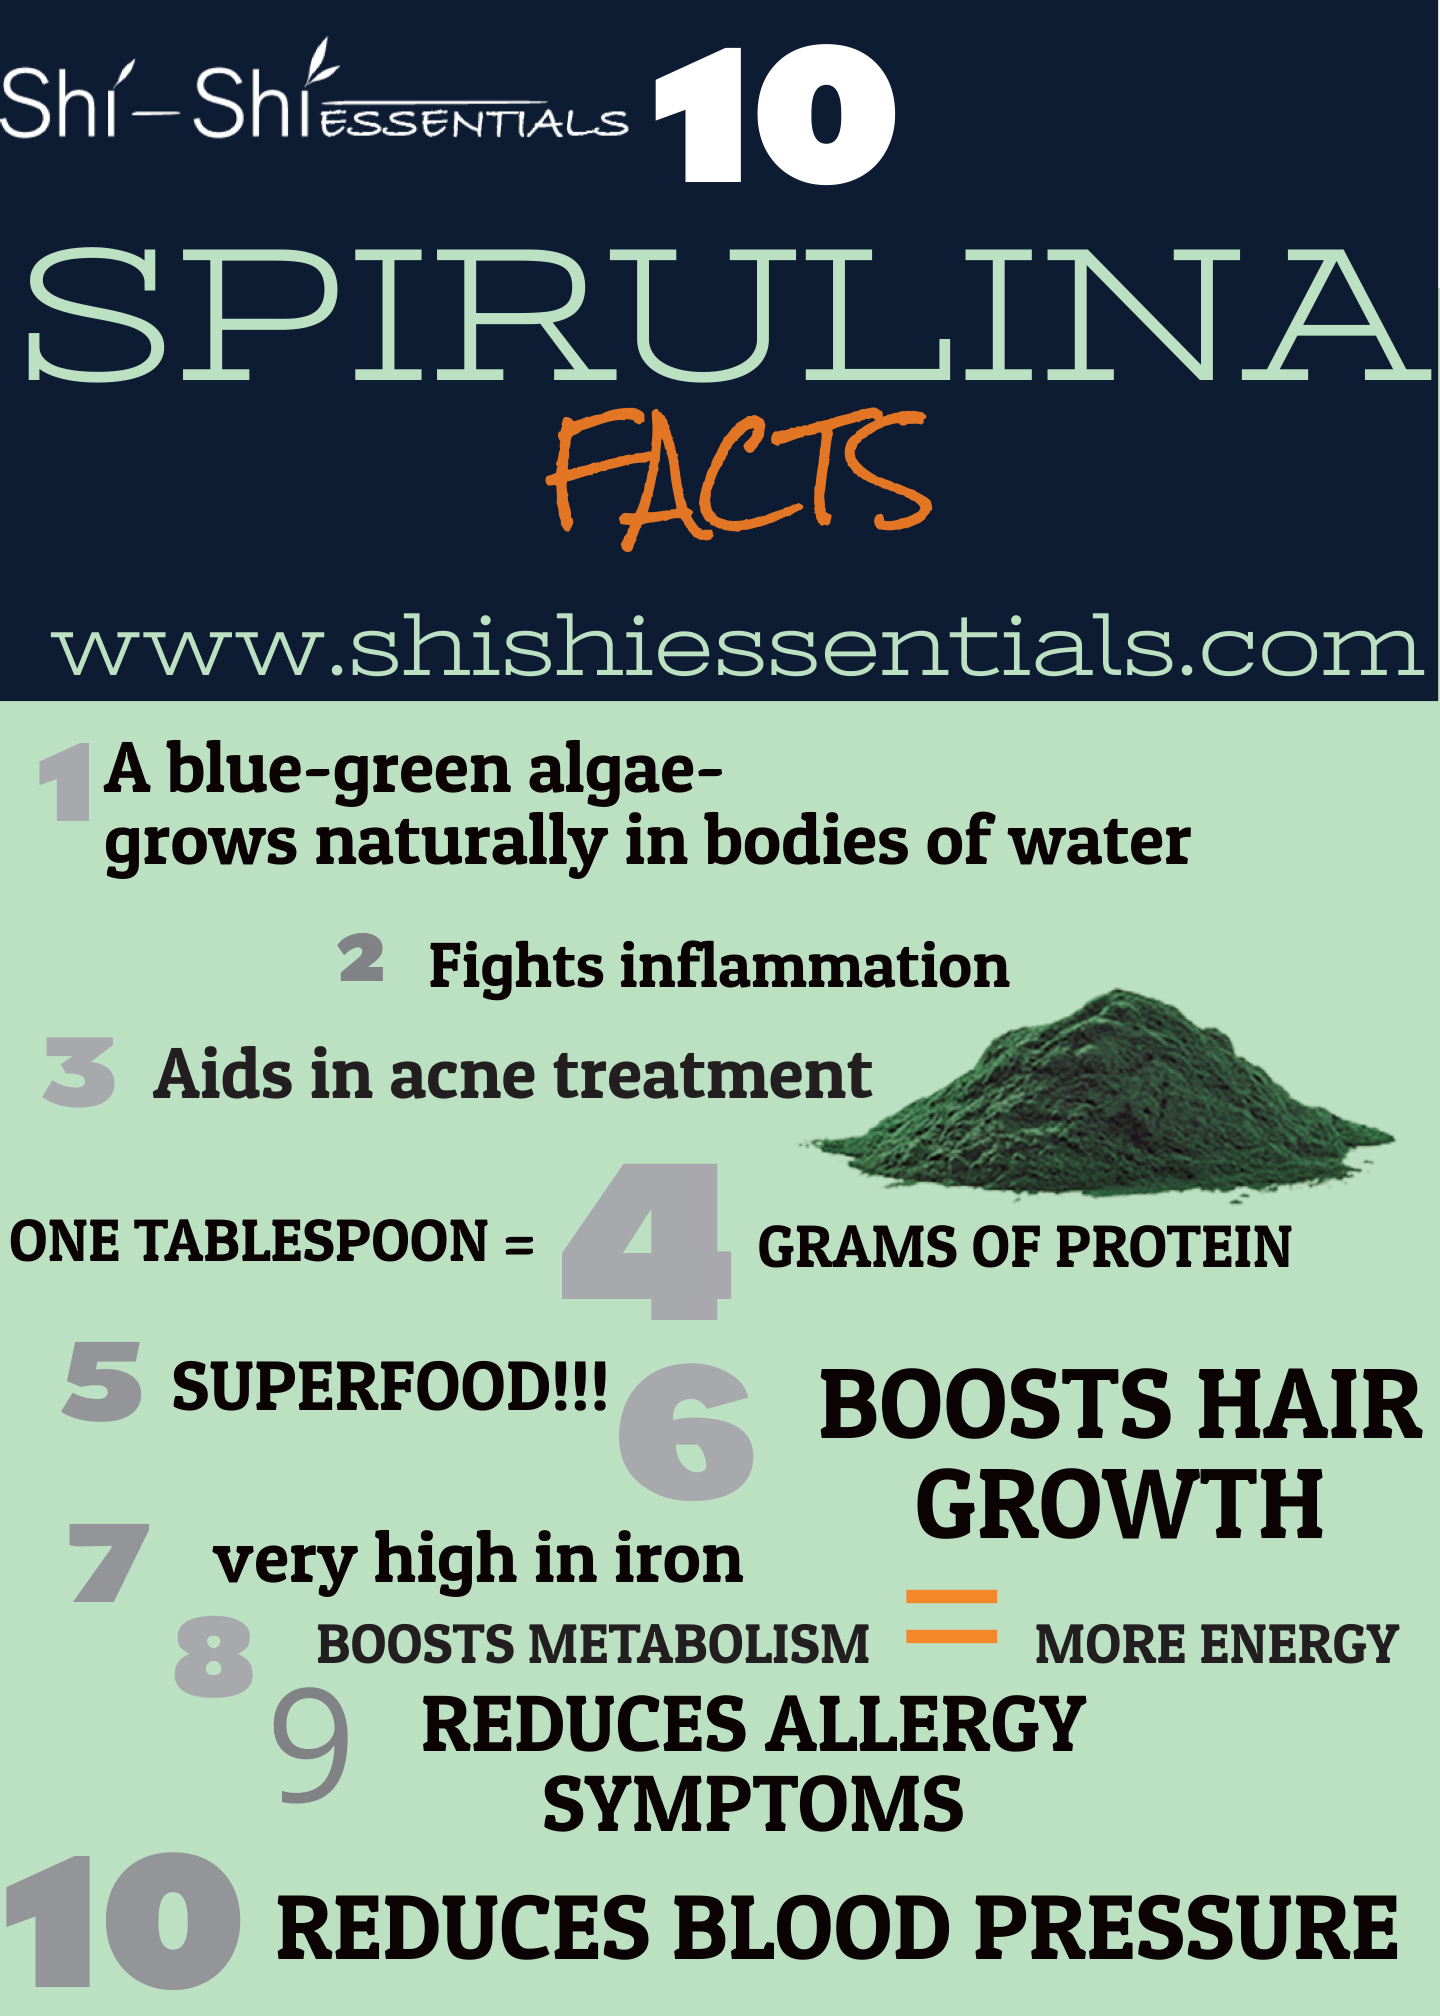 Shi-Shi ESSENTIALS 10
SPIRULINA
FACTS
www.shishiessentials.com
1 A blue-green algae-
grows naturally in bodies of water
2 Fights inflammation
3 Aids in acne treatment
ONE TABLESPOON = 4 GRAMS OF PROTEIN
5 SUPERFOOD!!!
6 BOOSTS HAIR
GROWTH
7 very high in iron
8 BOOSTS METABOLISM = MORE ENERGY
9 REDUCES ALLERGY
SYMPTOMS
10 REDUCES BLOOD PRESSURE